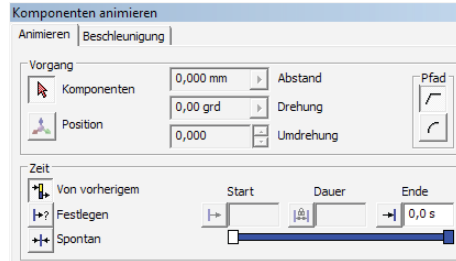 Komponenten animieren
Animieren Beschleunigung
Vorgang
Komponenten 0,000 mm Abstand Pfad
0,00 grd Drehung
Position 0,000 Umdrehung
Zeit
Von vorherigem Start Dauer Ende
? Festlegen 0,0 s
Spontan